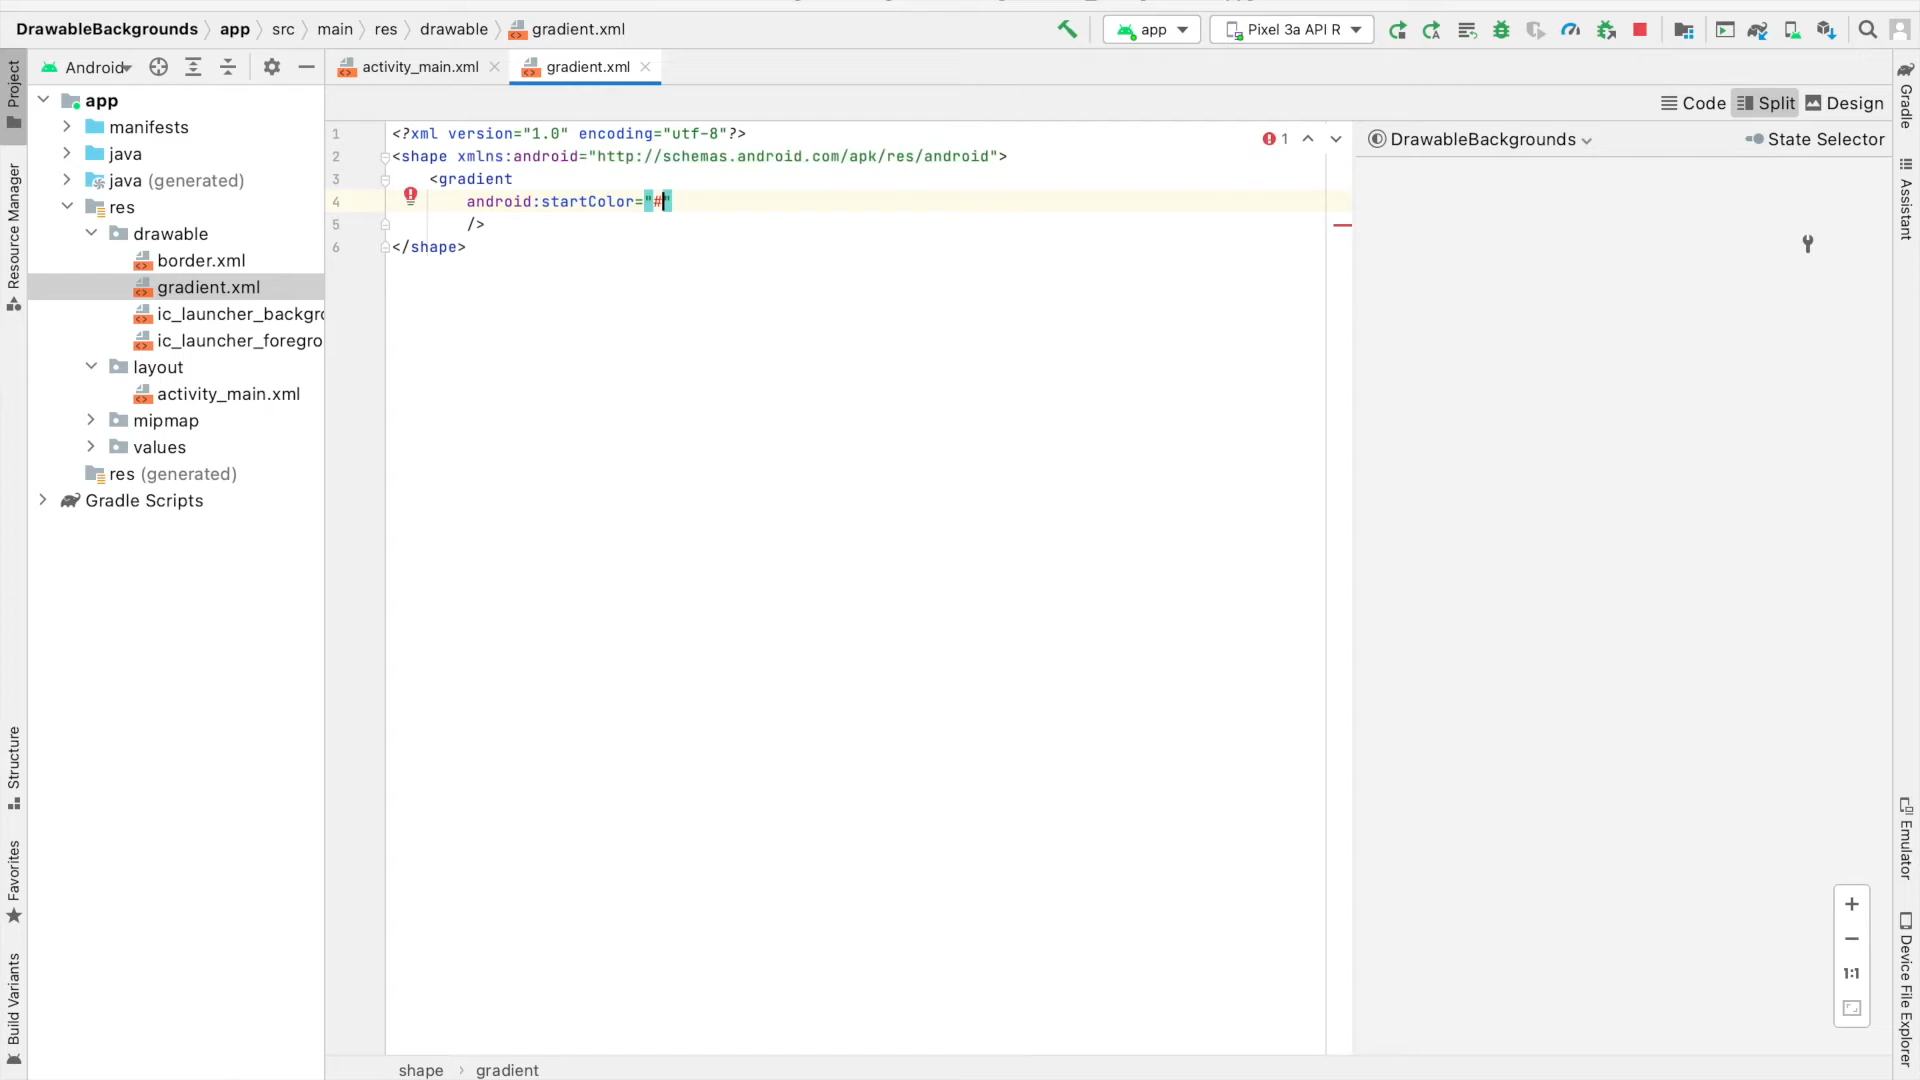 DrawableBackgrounds app src main res drawable gradient.xml app Pixel 3a API R
Project
Android
activity_main.xml
gradient.xml
Code Split Design
app
manifests
java
java (generated)
res
drawable
border.xml
gradient.xml
ic_launcher_backgro
ic_launcher_foregro
layout
activity_main.xml
mipmap
values
res (generated)
Gradle Scripts
Resource Manager
Structure
Favorites
Build Variants
1 <?xml version="1.0" encoding="utf-8"?>
2 <shape xmlns:android="http://schemas.android.com/apk/res/android">
3 <gradient
4 android:startColor="#"
5 />
6 </shape>
1
DrawableBackgrounds
State Selector
1:1
Gradle
Assistant
Emulator
Device File Explorer
shape › gradient